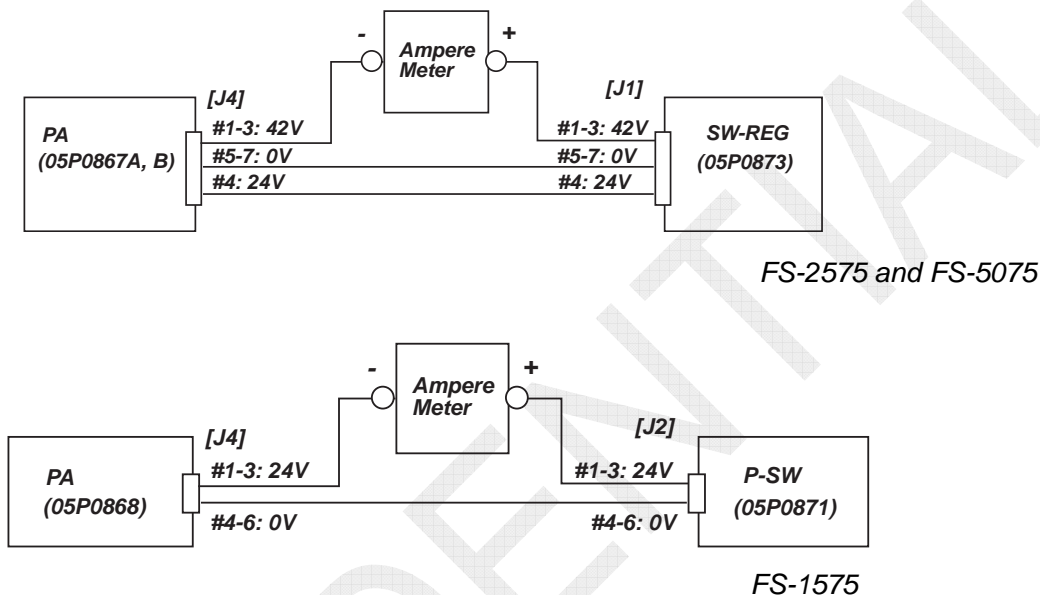 - Ampere Meter +
[J4] [J1]
PA
(05P0867A, B)
#1-3: 42V #1-3: 42V
#5-7: 0V #5-7: 0V
#4: 24V #4: 24V
SW-REG
(05P0873)
FS-2575 and FS-5075
- Ampere Meter +
[J4] [J2]
PA
(05P0868)
#1-3: 24V #1-3: 24V
#4-6: 0V #4-6: 0V
P-SW
(05P0871)
FS-1575